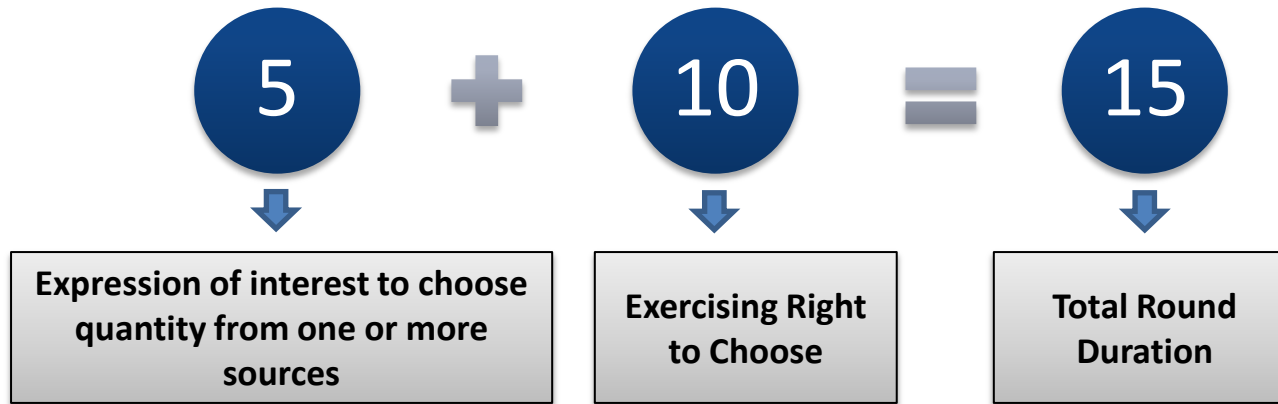 5
10
15
Expression of interest to choose
quantity from one or more
sources
Exercising Right
to Choose
Total Round
Duration